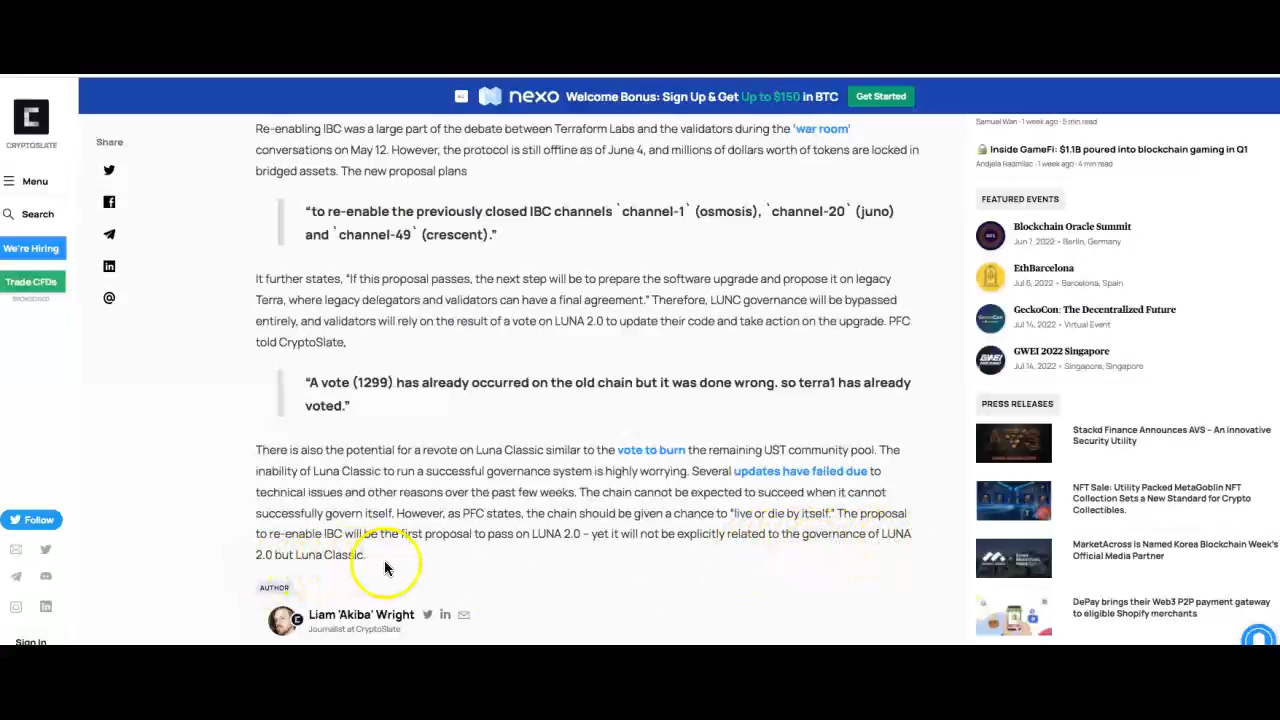 nexo Welcome Bonus: Sign Up & Get Up to $150 in BTC Get Started
CRYPTOSLATE
Menu
Search
We're Hiring
Trade CFDs
Follow
Sign In
Share
Re-enabling IBC was a large part of the debate between Terraform Labs and the validators during the 'war room'
conversations on May 12. However, the protocol is still offline as of June 4, and millions of dollars worth of tokens are locked in
bridged assets. The new proposal plans
“to re-enable the previously closed IBC channels `channel-1` (osmosis), `channel-20` (juno)
and `channel-49` (crescent).”
It further states, “If this proposal passes, the next step will be to prepare the software upgrade and propose it on legacy
Terra, where legacy delegators and validators can have a final agreement.” Therefore, LUNC governance will be bypassed
entirely, and validators will rely on the result of a vote on LUNA 2.0 to update their code and take action on the upgrade. PFC
told CryptoSlate,
“A vote (1299) has already occurred on the old chain but it was done wrong. so terra1 has already
voted.”
There is also the potential for a revote on Luna Classic similar to the vote to burn the remaining UST community pool. The
inability of Luna Classic to run a successful governance system is highly worrying. Several updates have failed due to
technical issues and other reasons over the past few weeks. The chain cannot be expected to succeed when it cannot
successfully govern itself. However, as PFC states, the chain should be given a chance to “live or die by itself.” The proposal
to re-enable IBC will be the first proposal to pass on LUNA 2.0 – yet it will not be explicitly related to the governance of LUNA
2.0 but Luna Classic.
AUTHOR
Liam 'Akiba' Wright
Journalist at CryptoSlate
Samuel Wan · 1 week ago · 5 min read
Inside GameFi: $1.1B poured into blockchain gaming in Q1
Andjela Radmilac · 1 week ago · 4 min read
FEATURED EVENTS
Blockchain Oracle Summit
Jun 7, 2022 · Berlin, Germany
EthBarcelona
Jul 6, 2022 · Barcelona, Spain
GeckoCon: The Decentralized Future
Jul 14, 2022 · Virtual Event
GWEI 2022 Singapore
Jul 14, 2022 · Singapore, Singapore
PRESS RELEASES
Stackd Finance Announces AVS – An Innovative
Security Utility
NFT Sale: Utility Packed MetaGoblin NFT
Collection Sets a New Standard for Crypto
Collectibles.
MarketAcross Is Named Korea Blockchain Week's
Official Media Partner
DePay brings their Web3 P2P payment gateway
to eligible Shopify merchants